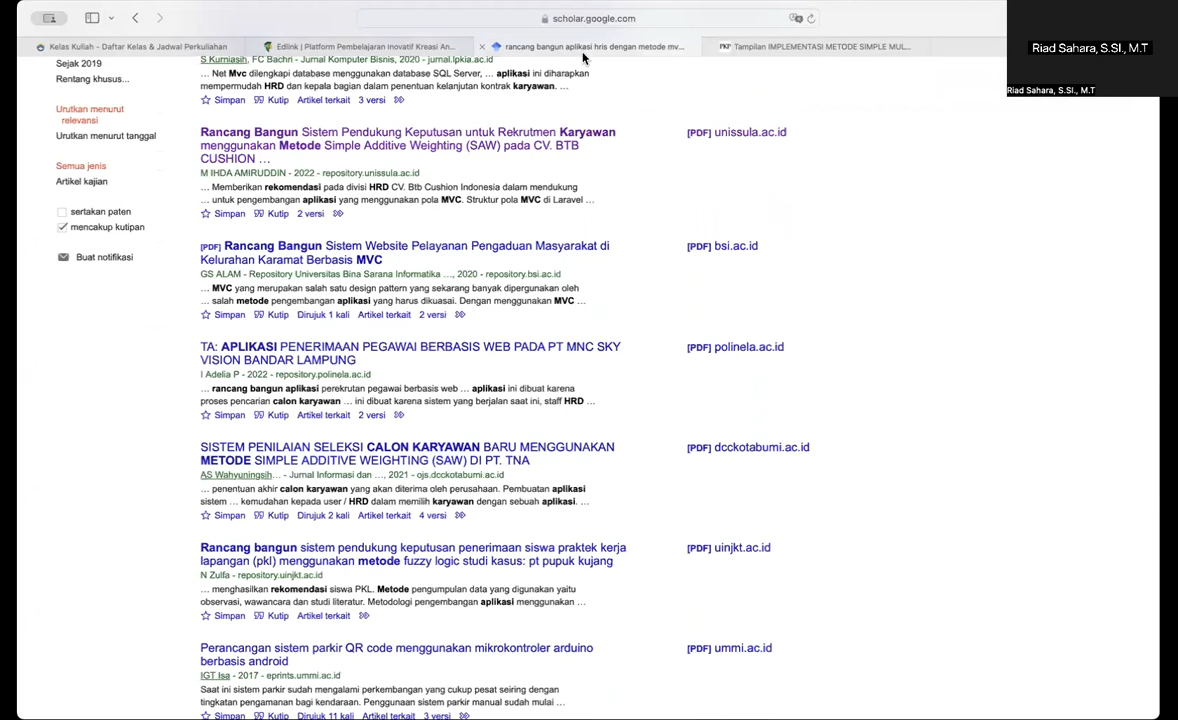 scholar.google.com
Kelas Kuliah - Daftar Kelas & Jadwal Perkuliahan
Edlink | Platform Pembelajaran Inovatif Kreasi An...
rancang bangun aplikasi hris dengan metode mv...
Tampilan IMPLEMENTASI METODE SIMPLE MUL...
Riad Sahara, S.SI., M.T
Riad Sahara, S.SI., M.T
Sejak 2019
Rentang khusus...
Urutkan menurut
relevansi
Urutkan menurut tanggal
Semua jenis
Artikel kajian
sertakan paten
mencakup kutipan
Buat notifikasi
S Kurniasih, FC Bachri - Jurnal Komputer Bisnis, 2020 - jurnal.lpkia.ac.id
... Net Mvc dilengkapi database menggunakan database SQL Server, ... aplikasi ini diharapkan
mempermudah HRD dan kepala bagian dalam penentuan kelanjutan kontrak karyawan. ...
Simpan Kutip Artikel terkait 3 versi
Rancang Bangun Sistem Pendukung Keputusan untuk Rekrutmen Karyawan
menggunakan Metode Simple Additive Weighting (SAW) pada CV. BTB
CUSHION ...
[PDF] unissula.ac.id
M IHDA AMIRUDDIN - 2022 - repository.unissula.ac.id
... Memberikan rekomendasi pada divisi HRD CV. Btb Cushion Indonesia dalam mendukung
... untuk pengembangan aplikasi yang menggunakan pola MVC. Struktur pola MVC di Laravel ...
Simpan Kutip 2 versi
[PDF] Rancang Bangun Sistem Website Pelayanan Pengaduan Masyarakat di
Kelurahan Karamat Berbasis MVC
[PDF] bsi.ac.id
GS ALAM - Repository Universitas Bina Sarana Informatika ..., 2020 - repository.bsi.ac.id
... MVC yang merupakan salah satu design pattern yang sekarang banyak dipergunakan oleh
... salah metode pengembangan aplikasi yang harus dikuasai. Dengan menggunakan MVC ...
Simpan Kutip Dirujuk 1 kali Artikel terkait 2 versi
TA: APLIKASI PENERIMAAN PEGAWAI BERBASIS WEB PADA PT MNC SKY
VISION BANDAR LAMPUNG
[PDF] polinela.ac.id
I Adelia P - 2022 - repository.polinela.ac.id
... rancang bangun aplikasi perekrutan pegawai berbasis web ... aplikasi ini dibuat karena
proses pencarian calon karyawan ... ini dibuat karena sistem yang berjalan saat ini, staff HRD ...
Simpan Kutip Artikel terkait 2 versi
SISTEM PENILAIAN SELEKSI CALON KARYAWAN BARU MENGGUNAKAN
METODE SIMPLE ADDITIVE WEIGHTING (SAW) DI PT. TNA
[PDF] dcckotabumi.ac.id
AS Wahyuningsih... - Jurnal Informasi dan ..., 2021 - ojs.dcckotabumi.ac.id
... penentuan akhir calon karyawan yang akan diterima oleh perusahaan. Pembuatan aplikasi
sistem ... kemudahan kepada user / HRD dalam memilih karyawan dengan sebuah aplikasi. ...
Simpan Kutip Dirujuk 2 kali Artikel terkait 4 versi
Rancang bangun sistem pendukung keputusan penerimaan siswa praktek kerja
lapangan (pkl) menggunakan metode fuzzy logic studi kasus: pt pupuk kujang
[PDF] uinjkt.ac.id
N Zulfa - repository.uinjkt.ac.id
... menghasilkan rekomendasi siswa PKL. Metode pengumpulan data yang digunakan yaitu
observasi, wawancara dan studi literatur. Metodologi pengembangan aplikasi menggunakan ...
Simpan Kutip Artikel terkait
Perancangan sistem parkir QR code menggunakan mikrokontroler arduino
berbasis android
[PDF] ummi.ac.id
IGT Isa - 2017 - eprints.ummi.ac.id
Saat ini sistem parkir sudah mengalami perkembangan yang cukup pesat seiring dengan
tingkatan pengamanan bagi kendaraan. Penggunaan sistem parkir manual sudah mulai ...
Simpan Kutip Dirujuk 11 kali Artikel terkait 3 versi